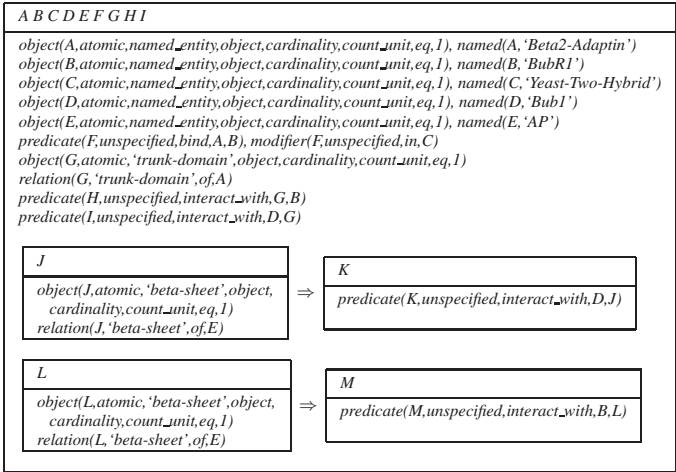 A B C D E F G H I
object(A,atomic,named_entity,object,cardinality,count_unit,eq,1), named(A,‘Beta2-Adaptin’)
object(B,atomic,named_entity,object,cardinality,count_unit,eq,1), named(B,‘BubR1’)
object(C,atomic,named_entity,object,cardinality,count_unit,eq,1), named(C,‘Yeast-Two-Hybrid’)
object(D,atomic,named_entity,object,cardinality,count_unit,eq,1), named(D,‘Bub1’)
object(E,atomic,named_entity,object,cardinality,count_unit,eq,1), named(E,‘AP’)
predicate(F,unspecified,bind,A,B), modifier(F,unspecified,in,C)
object(G,atomic,‘trunk-domain’,object,cardinality,count_unit,eq,1)
relation(G,‘trunk-domain’,of,A)
predicate(H,unspecified,interact_with,G,B)
predicate(I,unspecified,interact_with,D,G)
J
object(J,atomic,‘beta-sheet’,object,
cardinality,count_unit,eq,1)
relation(J,‘beta-sheet’,of,E)
⇒
K
predicate(K,unspecified,interact_with,D,J)
L
object(L,atomic,‘beta-sheet’,object,
cardinality,count_unit,eq,1)
relation(L,‘beta-sheet’,of,E)
⇒
M
predicate(M,unspecified,interact_with,B,L)